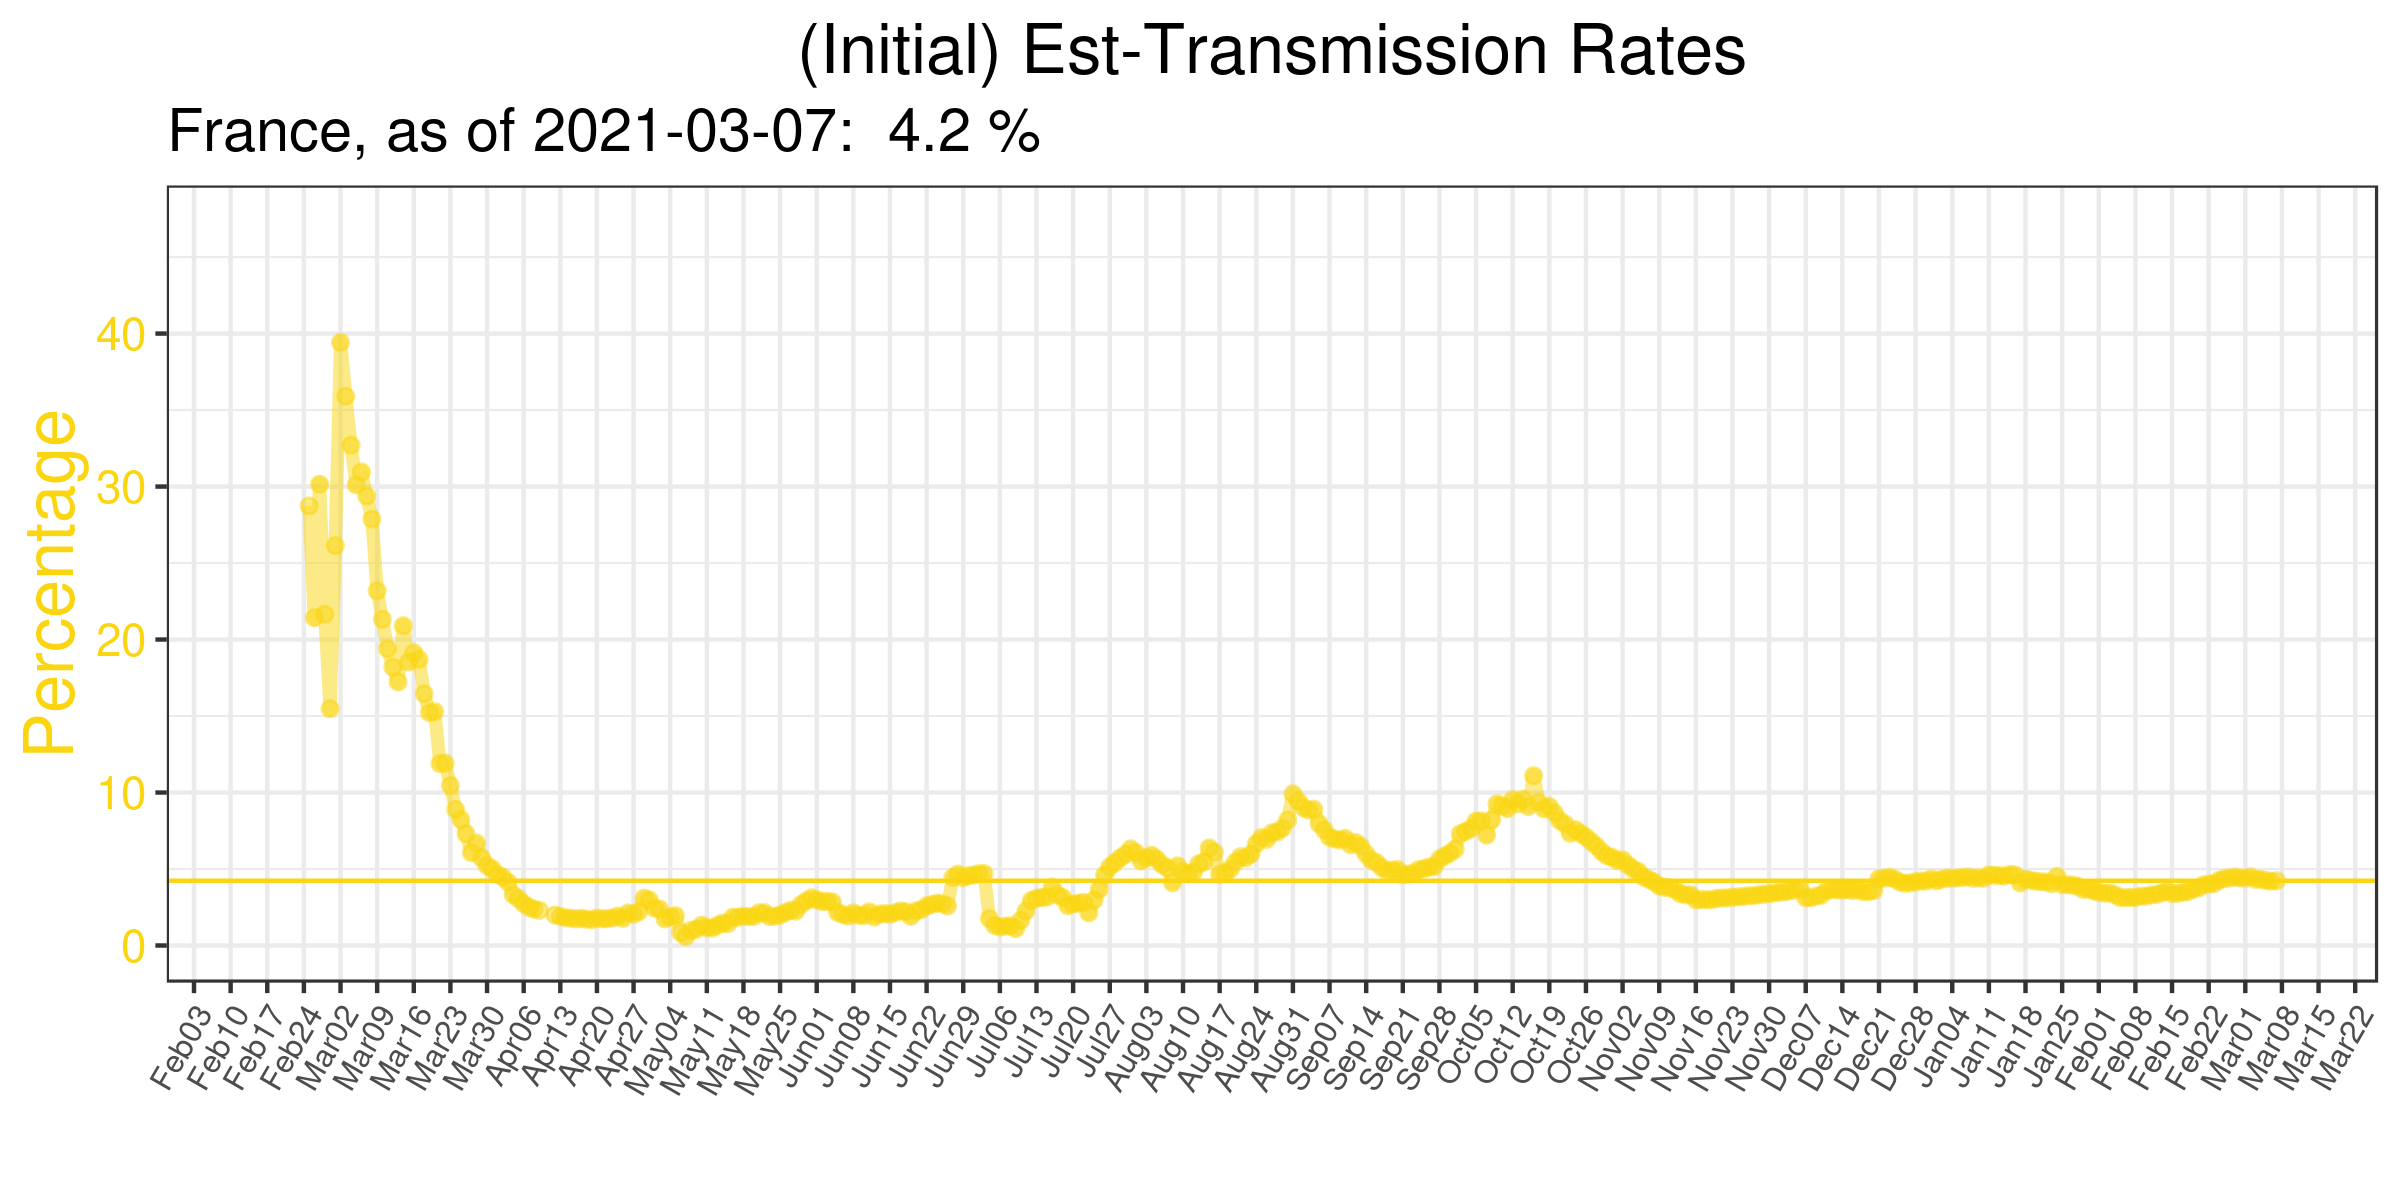 (Initial) Est-Transmission Rates
France, as of 2021-03-07:  4.2 %
Percentage
40
30
20
10
0
Feb03
Feb10
Feb17
Feb24
Mar02
Mar09
Mar16
Mar23
Mar30
Apr06
Apr13
Apr20
Apr27
May04
May11
May18
May25
Jun01
Jun08
Jun15
Jun22
Jun29
Jul06
Jul13
Jul20
Jul27
Aug03
Aug10
Aug17
Aug24
Aug31
Sep07
Sep14
Sep21
Sep28
Oct05
Oct12
Oct19
Oct26
Nov02
Nov09
Nov16
Nov23
Nov30
Dec07
Dec14
Dec21
Dec28
Jan04
Jan11
Jan18
Jan25
Feb01
Feb08
Feb15
Feb22
Mar01
Mar08
Mar15
Mar22